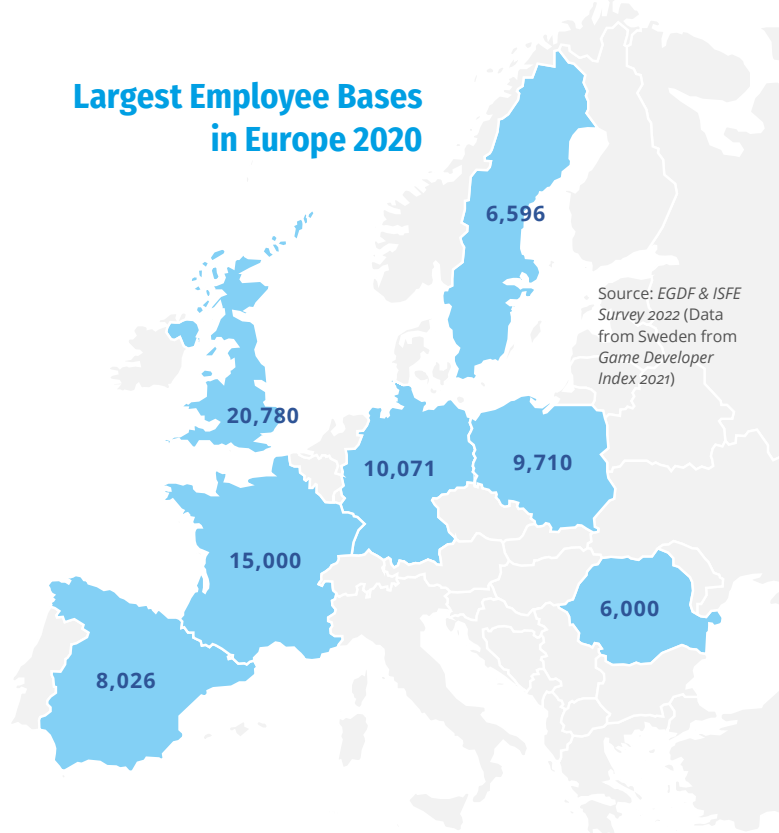 Largest Employee Bases
in Europe 2020
6,596
Source: EGDF & ISFE
Survey 2022 (Data
from Sweden from
Game Developer
Index 2021)
20,780
10,071
9,710
15,000
6,000
8,026